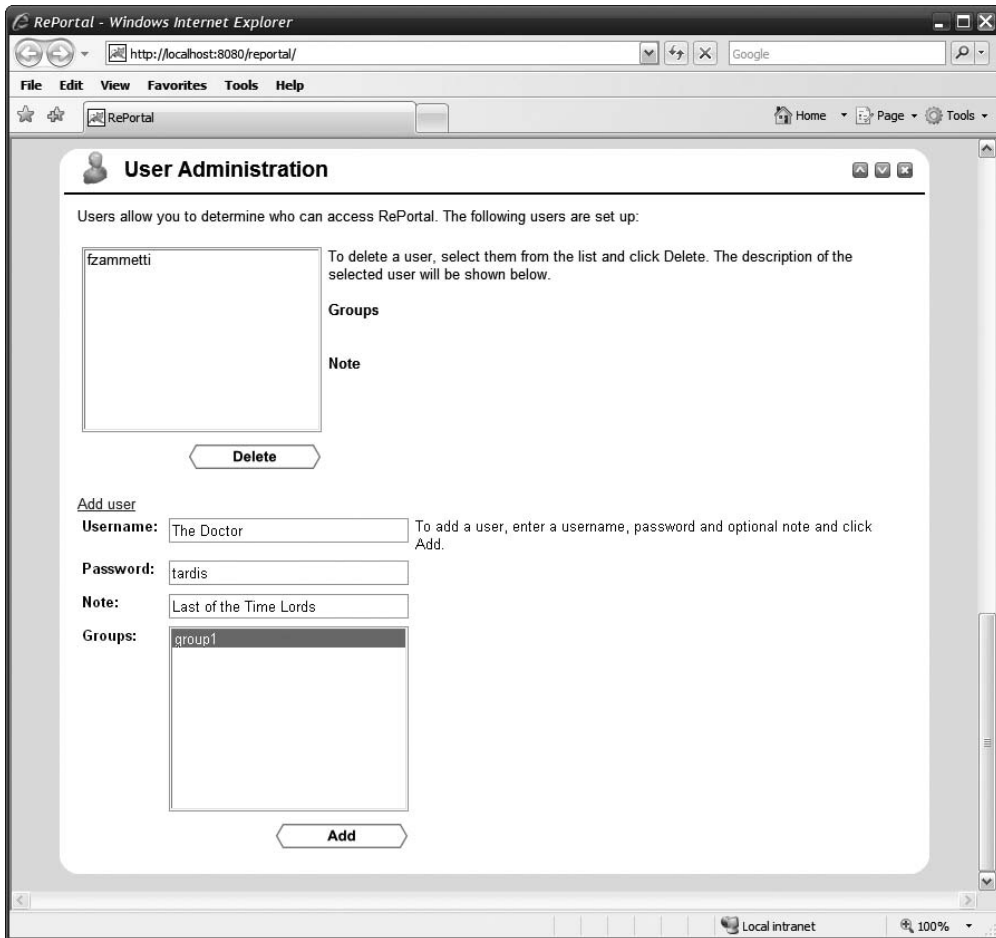 RePortal - Windows Internet Explorer
http://localhost:8080/reportal/
Google
File Edit View Favorites Tools Help
RePortal
Home Page Tools
User Administration
Users allow you to determine who can access RePortal. The following users are set up:
fzammetti
To delete a user, select them from the list and click Delete. The description of the
selected user will be shown below.
Groups
Note
Delete
Add user
Username:
The Doctor
To add a user, enter a username, password and optional note and click
Add.
Password:
tardis
Note:
Last of the Time Lords
Groups:
group1
Add
Local intranet
100%